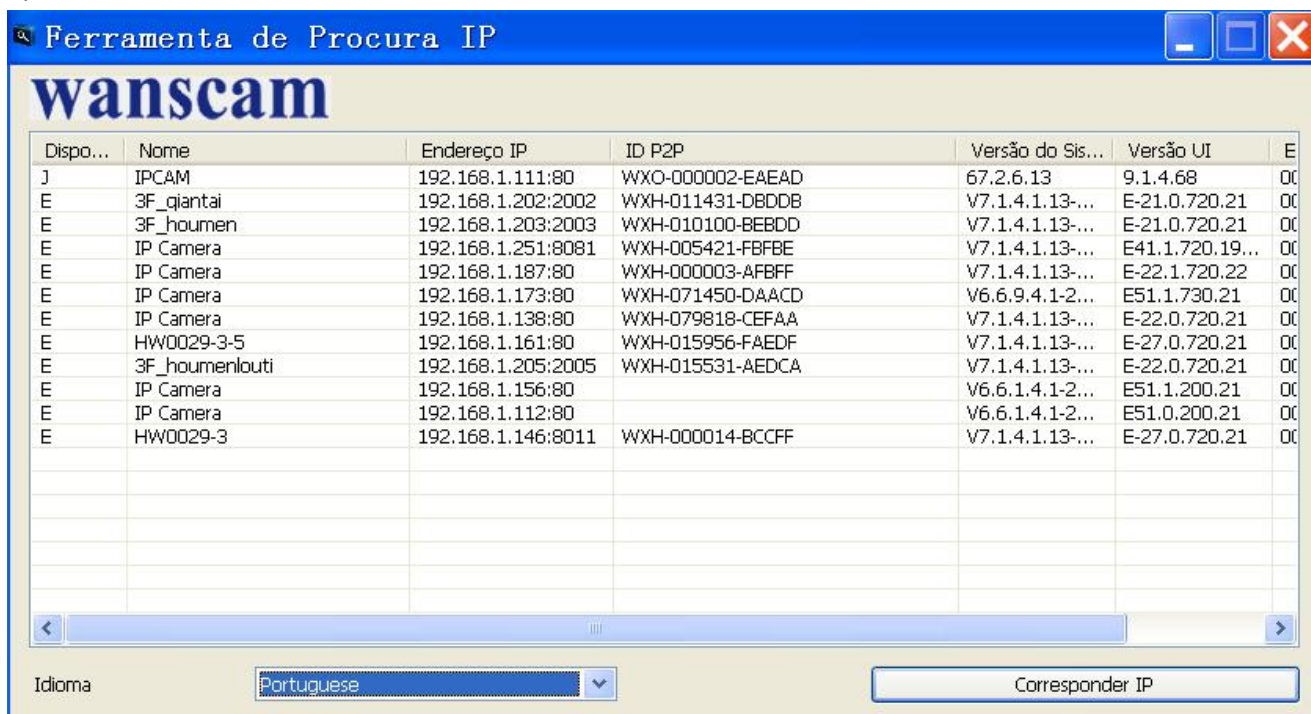 Ferramenta de Procura IP
wanscam
Dispo... Nome Endereço IP ID P2P Versão do Sis... Versão UI E
J IPCAM 192.168.1.111:80 WXO-000002-EAEAD 67.2.6.13 9.1.4.68 00
E 3F_qiantai 192.168.1.202:2002 WXH-011431-DBDDB V7.1.4.1.13-... E-21.0.720.21 00
E 3F_houmen 192.168.1.203:2003 WXH-010100-BEBDD V7.1.4.1.13-... E-21.0.720.21 00
E IP Camera 192.168.1.251:8081 WXH-005421-FBFBE V7.1.4.1.13-... E41.1.720.19... 00
E IP Camera 192.168.1.187:80 WXH-000003-AFBFF V7.1.4.1.13-... E-22.1.720.22 00
E IP Camera 192.168.1.173:80 WXH-071450-DAACD V6.6.9.4.1-2... E51.1.730.21 00
E IP Camera 192.168.1.138:80 WXH-079818-CEFAA V7.1.4.1.13-... E-22.0.720.21 00
E HW0029-3-5 192.168.1.161:80 WXH-015956-FAEDF V7.1.4.1.13-... E-27.0.720.21 00
E 3F_houmenlouti 192.168.1.205:2005 WXH-015531-AEDCA V7.1.4.1.13-... E-22.0.720.21 00
E IP Camera 192.168.1.156:80 V6.6.1.4.1-2... E51.1.200.21 00
E IP Camera 192.168.1.112:80 V6.6.1.4.1-2... E51.0.200.21 00
E HW0029-3 192.168.1.146:8011 WXH-000014-BCCFF V7.1.4.1.13-... E-27.0.720.21 00
Idioma Portuguese Corresponder IP